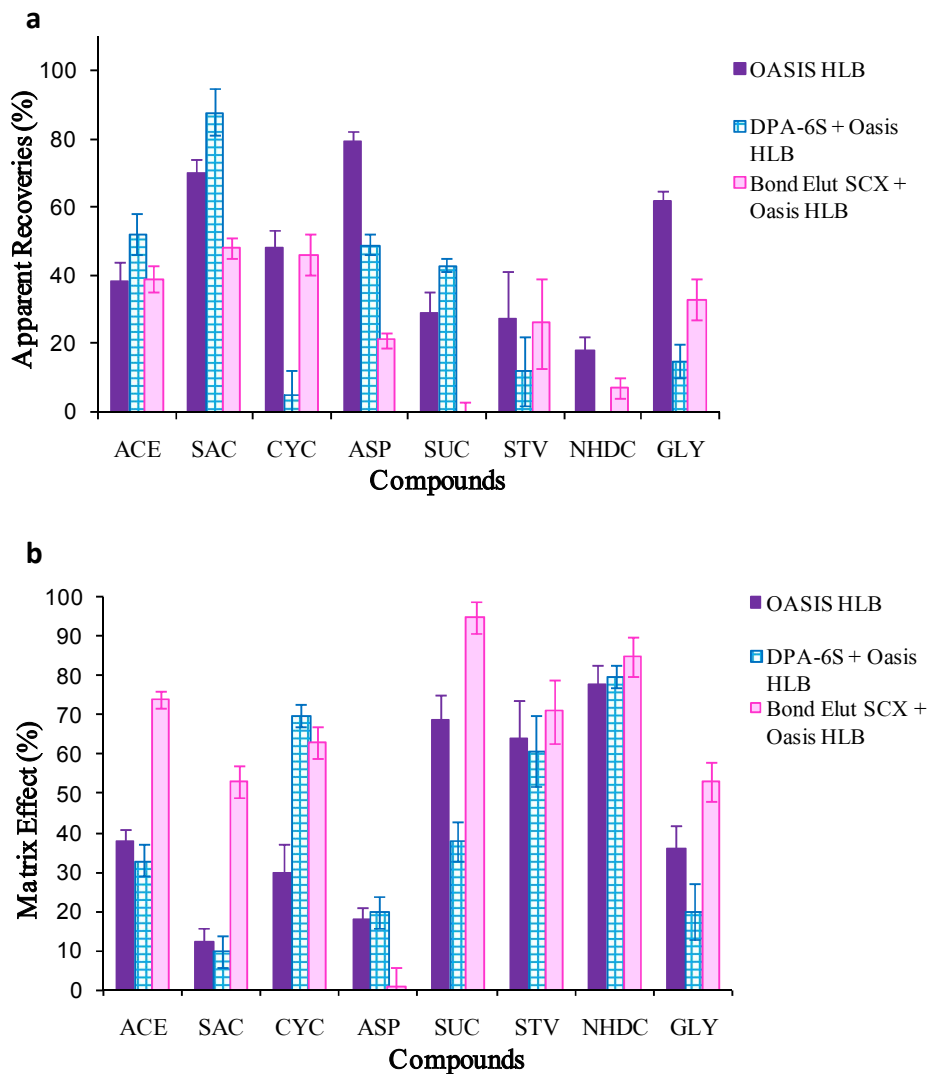 a
Apparent Recoveries (%)
100
80
60
40
20
0
ACE SAC CYC ASP SUC STV NHDC GLY
Compounds
OASIS HLB
DPA-6S + Oasis
HLB
Bond Elut SCX +
Oasis HLB
b
Matrix Effect (%)
100
90
80
70
60
50
40
30
20
10
0
ACE SAC CYC ASP SUC STV NHDC GLY
Compounds
OASIS HLB
DPA-6S + Oasis
HLB
Bond Elut SCX +
Oasis HLB